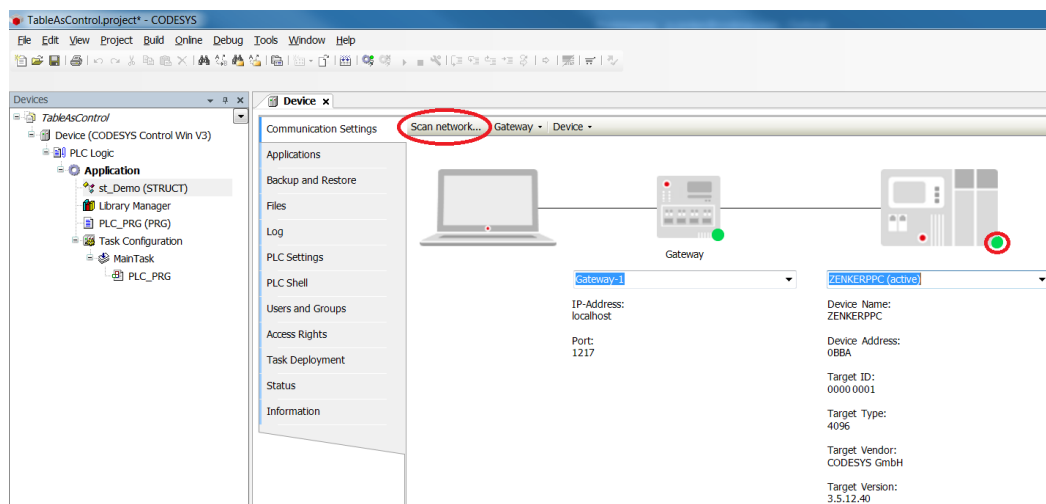 TableAsControl.project* - CODESYS
File Edit View Project Build Online Debug Tools Window Help
Devices
Device x
TableAsControl
Device (CODESYS Control Win V3)
PLC Logic
Application
st_Demo (STRUCT)
Library Manager
PLC_PRG (PRG)
Task Configuration
MainTask
PLC_PRG
Communication Settings
Applications
Backup and Restore
Files
Log
PLC Settings
PLC Shell
Users and Groups
Access Rights
Task Deployment
Status
Information
Scan network... Gateway Device
Gateway
Gateway-1
IP-Address:
localhost
Port:
1217
ZENKERPPC (active)
Device Name:
ZENKERPPC
Device Address:
0BBA
Target ID:
0000 0001
Target Type:
4096
Target Vendor:
CODESYS GmbH
Target Version:
3.5.12.40